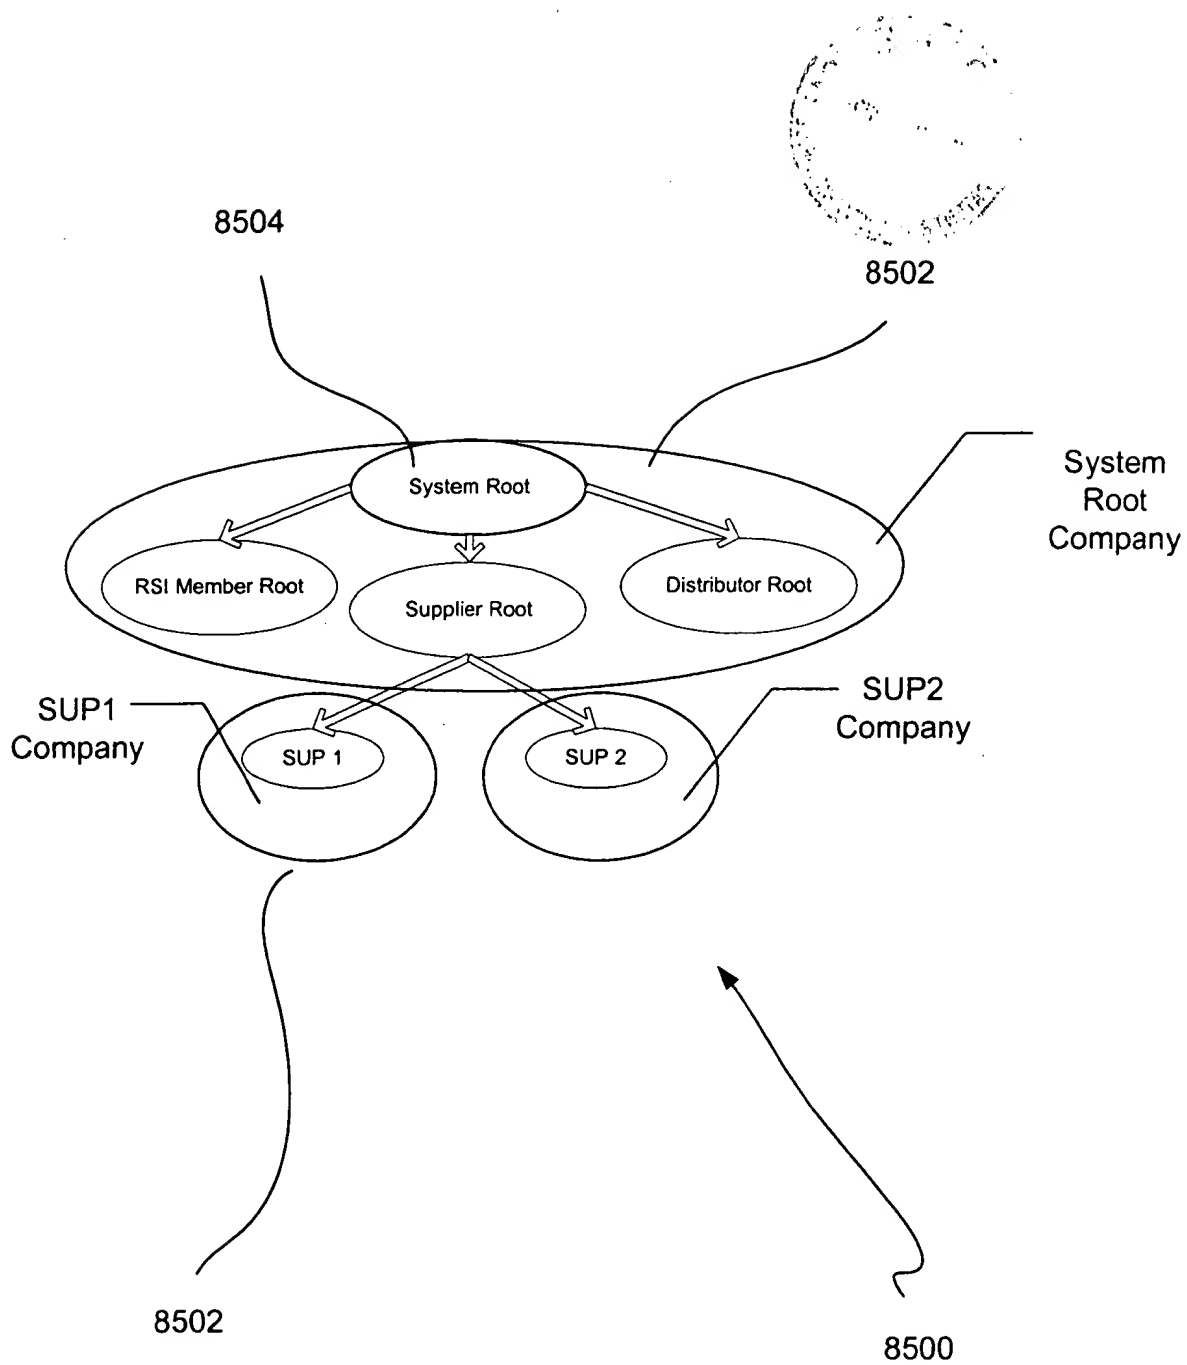 8504
8502
System Root
System
Root
Company
RSI Member Root
Supplier Root
Distributor Root
SUP1
Company
SUP2
Company
SUP 1
SUP 2
8502
8500